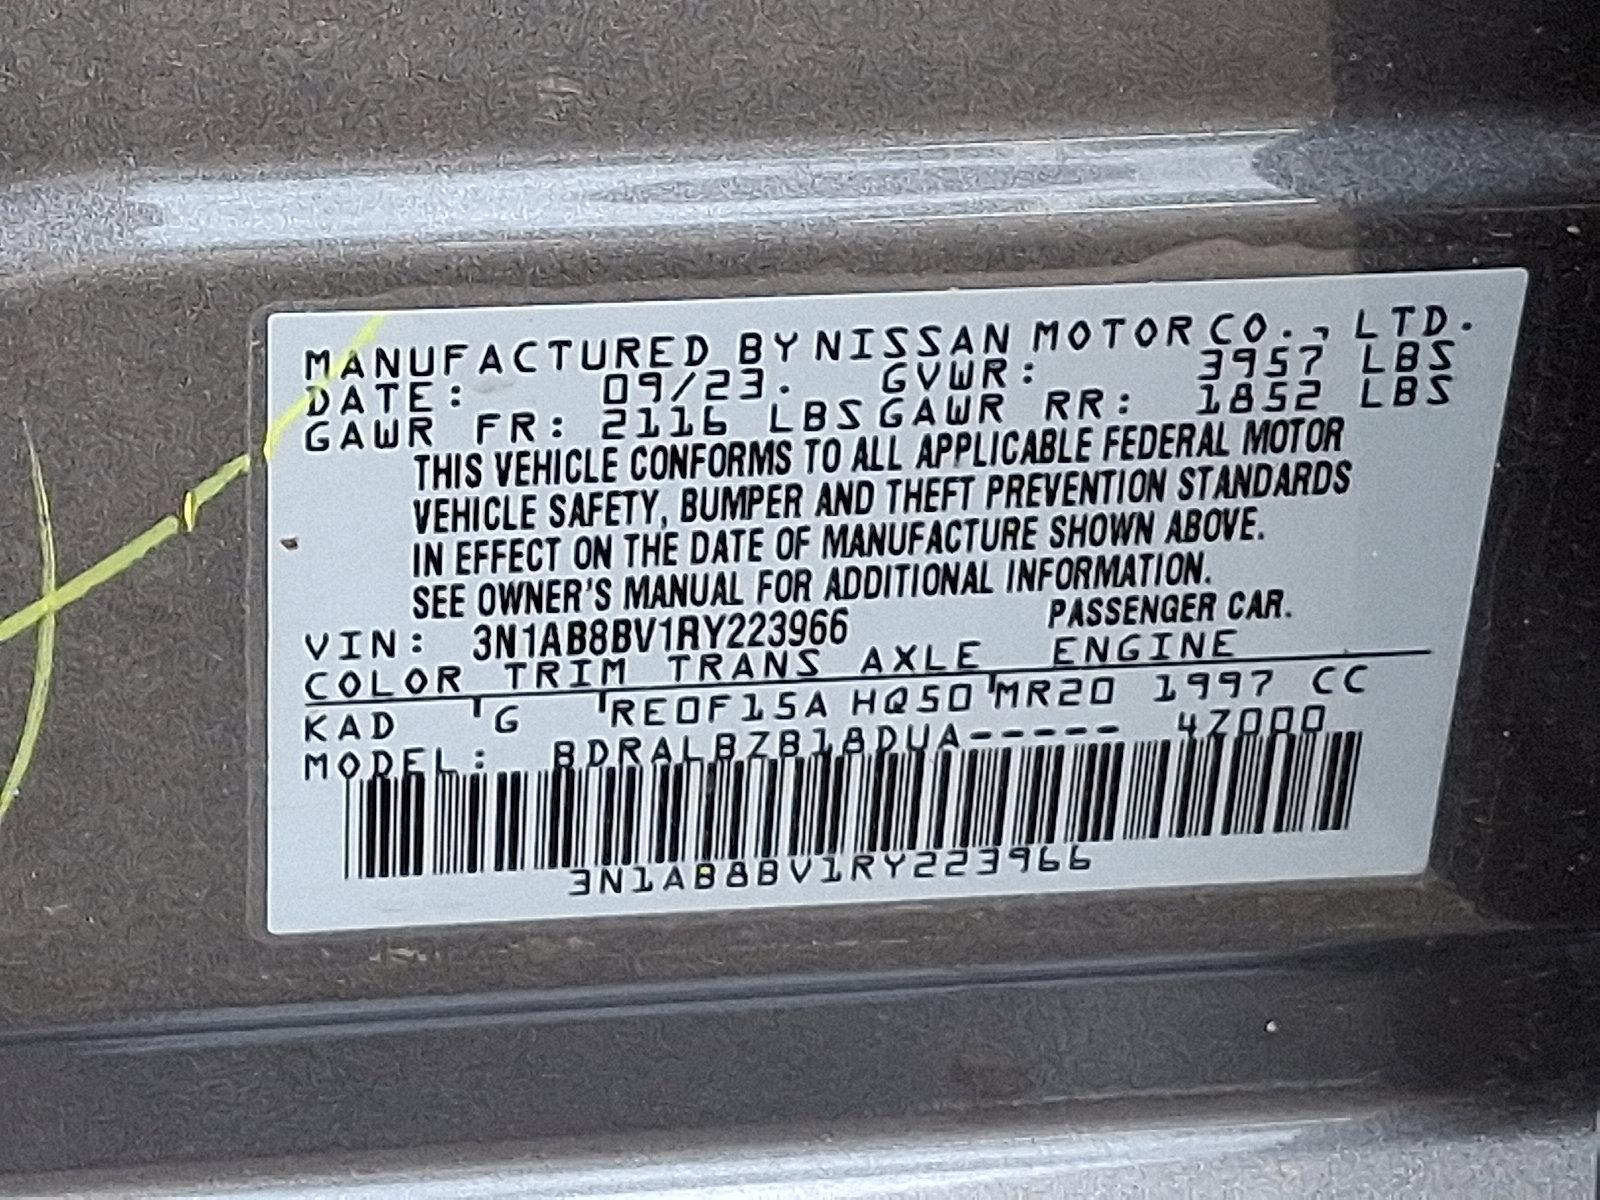 MANUFACTURED BY NISSAN MOTOR CO., LTD.
DATE: 09/23. GVWR: 3957 LBS
GAWR FR: 2116 LBS GAWR RR: 1852 LBS
THIS VEHICLE CONFORMS TO ALL APPLICABLE FEDERAL MOTOR
VEHICLE SAFETY, BUMPER AND THEFT PREVENTION STANDARDS
IN EFFECT ON THE DATE OF MANUFACTURE SHOWN ABOVE.
SEE OWNER'S MANUAL FOR ADDITIONAL INFORMATION.
VIN: 3N1AB8BV1RY223966 PASSENGER CAR.
COLOR TRIM TRANS AXLE ENGINE
KAD G RE0F15A HQ50 MR20 1997 CC
MODEL: BDRALBZB18DUA----- 4Z000
3N1AB8BV1RY223966